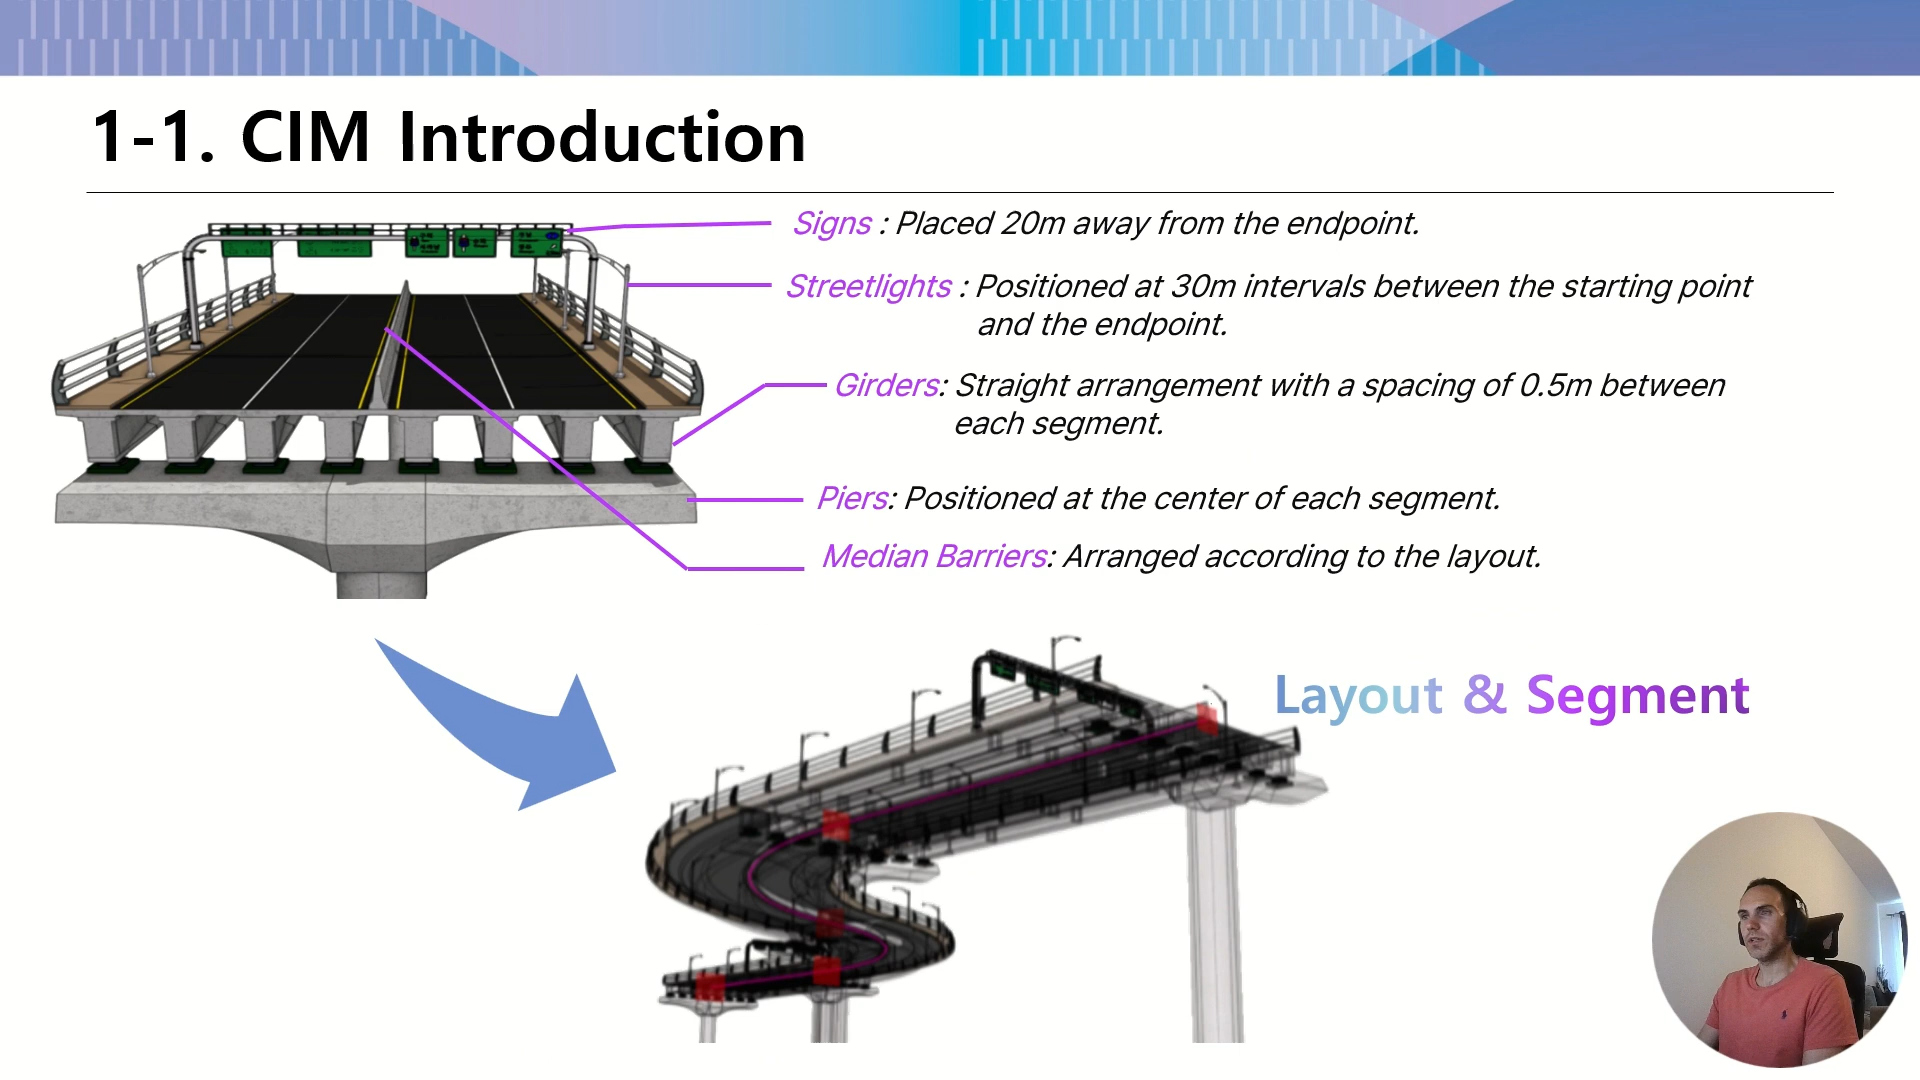 1-1. CIM Introduction
Signs : Placed 20m away from the endpoint.
Streetlights : Positioned at 30m intervals between the starting point
and the endpoint.
Girders: Straight arrangement with a spacing of 0.5m between
each segment.
Piers: Positioned at the center of each segment.
Median Barriers: Arranged according to the layout.
Layout & Segment